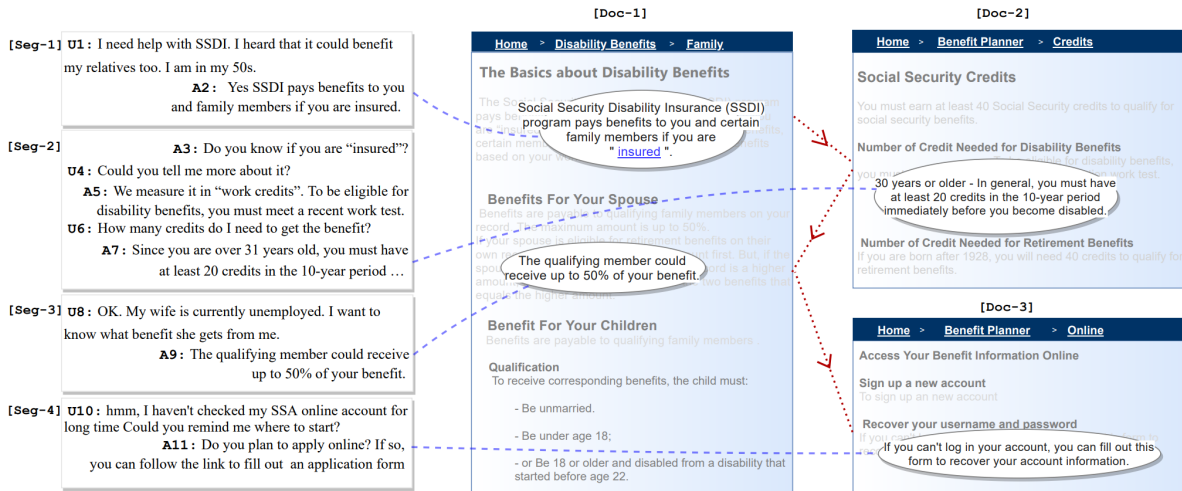 [Seg-1]
U1: I need help with SSDI. I heard that it could benefit
my relatives too. I am in my 50s.
A2: Yes SSDI pays benefits to you
and family members if you are insured.
[Seg-2]
A3: Do you know if you are “insured”?
U4: Could you tell me more about it?
A5: We measure it in “work credits”. To be eligible for
disability benefits, you must meet a recent work test.
U6: How many credits do I need to get the benefit?
A7: Since you are over 31 years old, you must have
at least 20 credits in the 10-year period …
[Seg-3]
U8: OK. My wife is currently unemployed. I want to
know what benefit she gets from me.
A9: The qualifying member could receive
up to 50% of your benefit.
[Seg-4]
U10: hmm, I haven't checked my SSA online account for
long time Could you remind me where to start?
A11: Do you plan to apply online? If so,
you can follow the link to fill out an application form
[Doc-1]
Home > Disability Benefits > Family
The Basics about Disability Benefits
Social Security Disability Insurance (SSDI)
program pays benefits to you and certain
family members if you are
" insured ".
based on your
Benefits For Your Spouse
Benefits are payable to qualifying family members on your
record. The maximum amount is up to 50%.
If your spouse is eligible for retirement benefits on their
The qualifying member could
receive up to 50% of your benefit.
equals the higher amount.
Benefit For Your Children
Benefits are payable to qualifying family members
Qualification
To receive corresponding benefits, the child must:
- Be unmarried.
- Be under age 18;
- or Be 18 or older and disabled from a disability that
started before age 22.
[Doc-2]
Home > Benefit Planner > Credits
Social Security Credits
You must earn at least 40 Social Security credits to qualify for
social security benefits.
Number of Credit Needed for Disability Benefits
30 years or older - In general, you must have
at least 20 credits in the 10-year period
immediately before you become disabled.
Number of Credit Needed for Retirement Benefits
If you are born after 1928, you will need 40 credits to qualify for
retirement benefits.
[Doc-3]
Home > Benefit Planner > Online
Access Your Benefit Information Online
Sign up a new account
To sign up a new account
Recover your username and password
If you can't log in your account, you can fill out this
form to recover your account information.